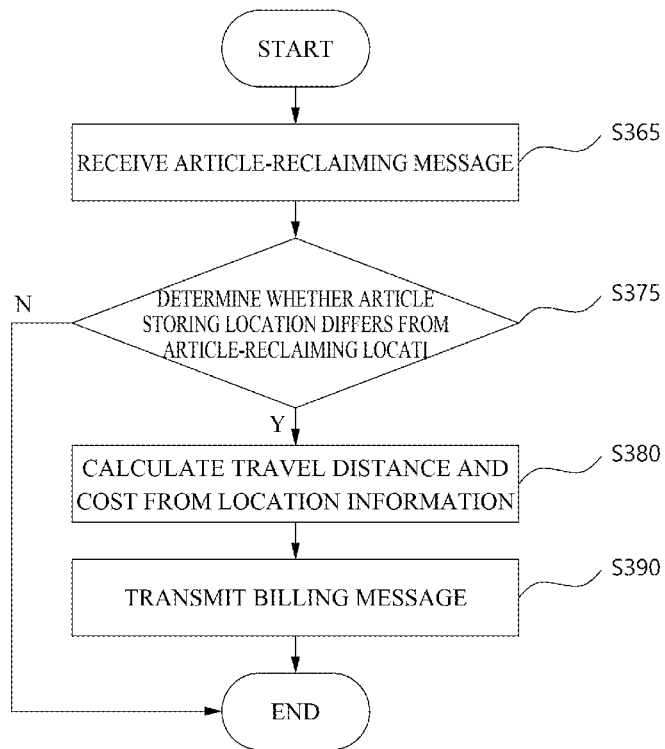 START
RECEIVE ARTICLE-RECLAIMING MESSAGE
S365
N
DETERMINE WHETHER ARTICLE
STORING LOCATION DIFFERS FROM
ARTICLE-RECLAIMING LOCATI
S375
Y
CALCULATE TRAVEL DISTANCE AND
COST FROM LOCATION INFORMATION
S380
TRANSMIT BILLING MESSAGE
S390
END